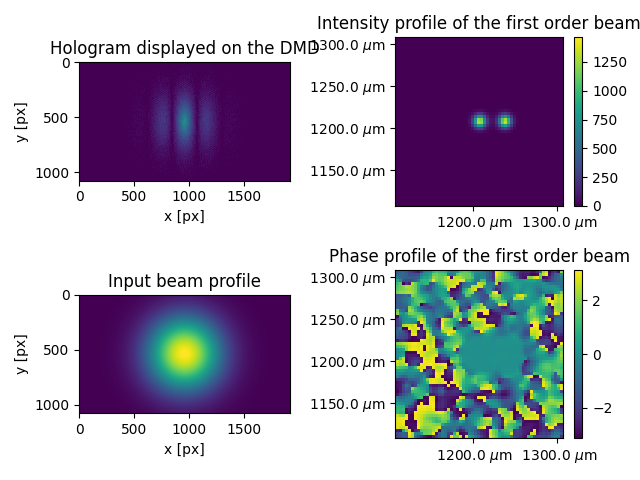 Hologram displayed on the DMD
0
500
1000
y [px]
0 500 1000 1500
x [px]
Intensity profile of the first order beam
1300.0 μm
1250.0 μm
1200.0 μm
1150.0 μm
1200.0 μm 1300.0 μm
1250
1000
750
500
250
0
Input beam profile
0
500
1000
y [px]
0 500 1000 1500
x [px]
Phase profile of the first order beam
1300.0 μm
1250.0 μm
1200.0 μm
1150.0 μm
1200.0 μm 1300.0 μm
2
0
−2